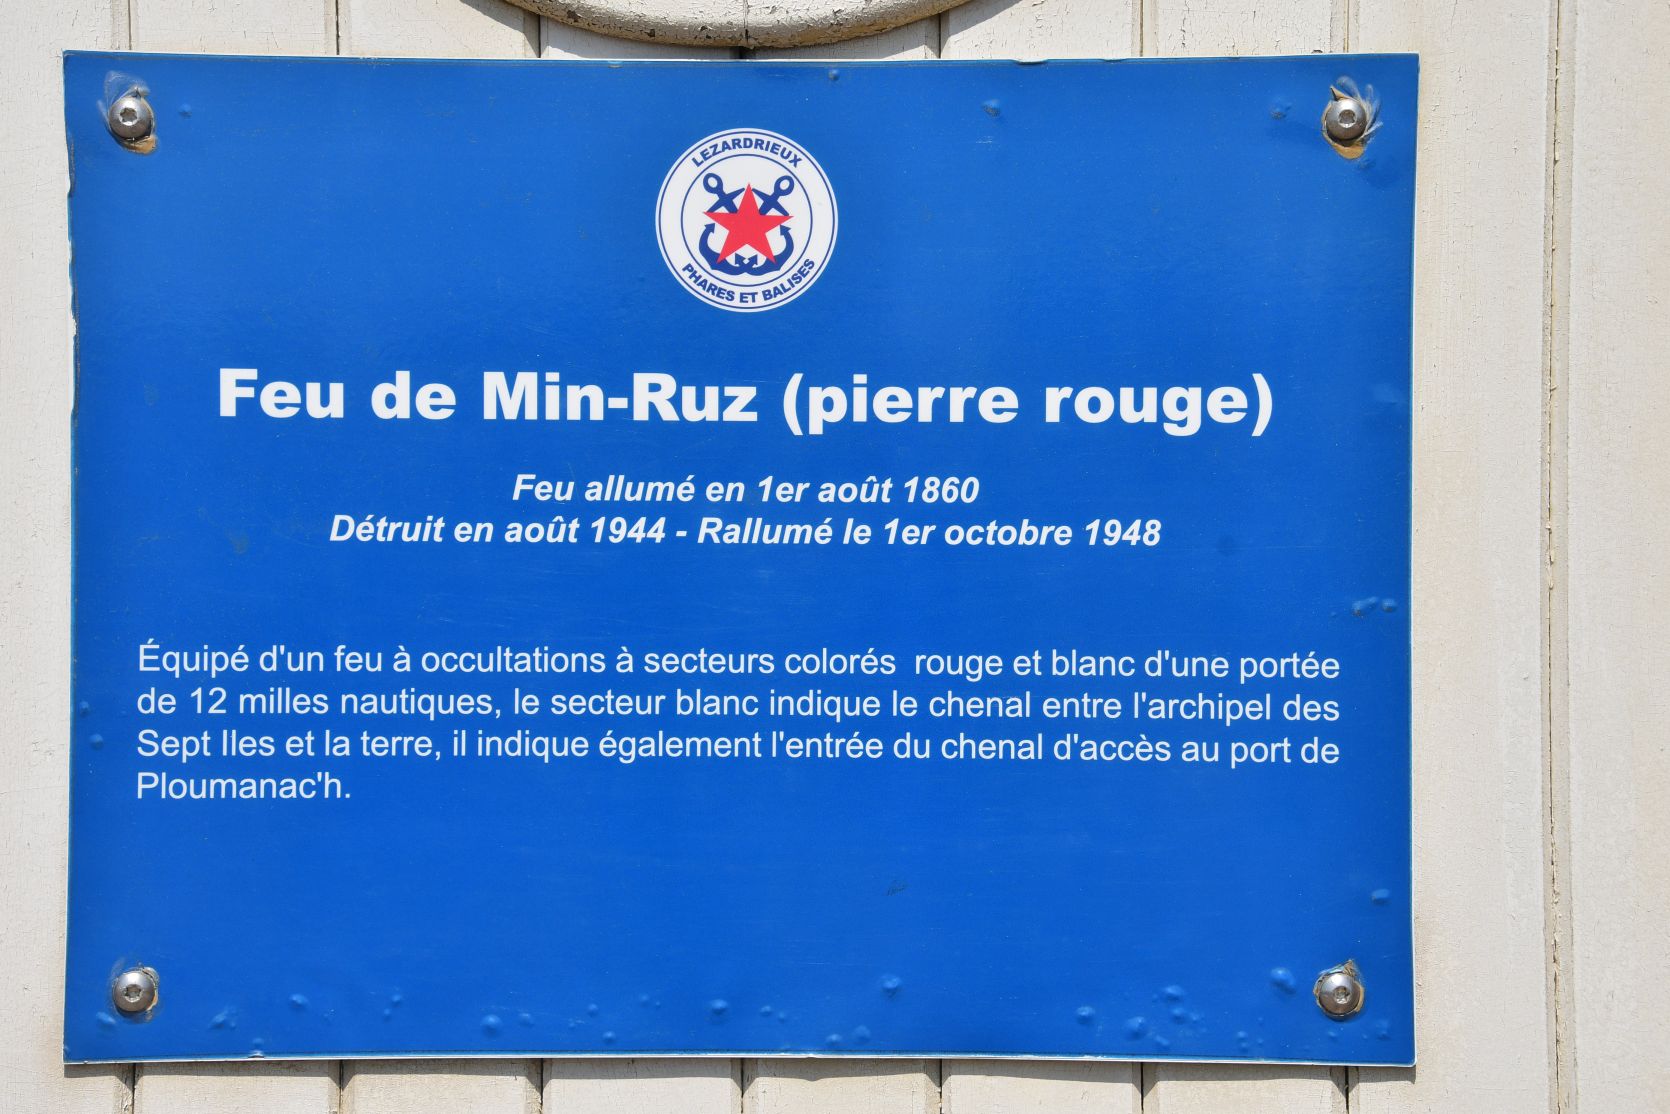 LEZARDRIEUX
PHARES ET BALISES
Feu de Min-Ruz (pierre rouge)
Feu allumé en 1er août 1860
Détruit en août 1944 - Rallumé le 1er octobre 1948
Équipé d'un feu à occultations à secteurs colorés  rouge et blanc d'une portée
de 12 milles nautiques, le secteur blanc indique le chenal entre l'archipel des
Sept Iles et la terre, il indique également l'entrée du chenal d'accès au port de
Ploumanac'h.